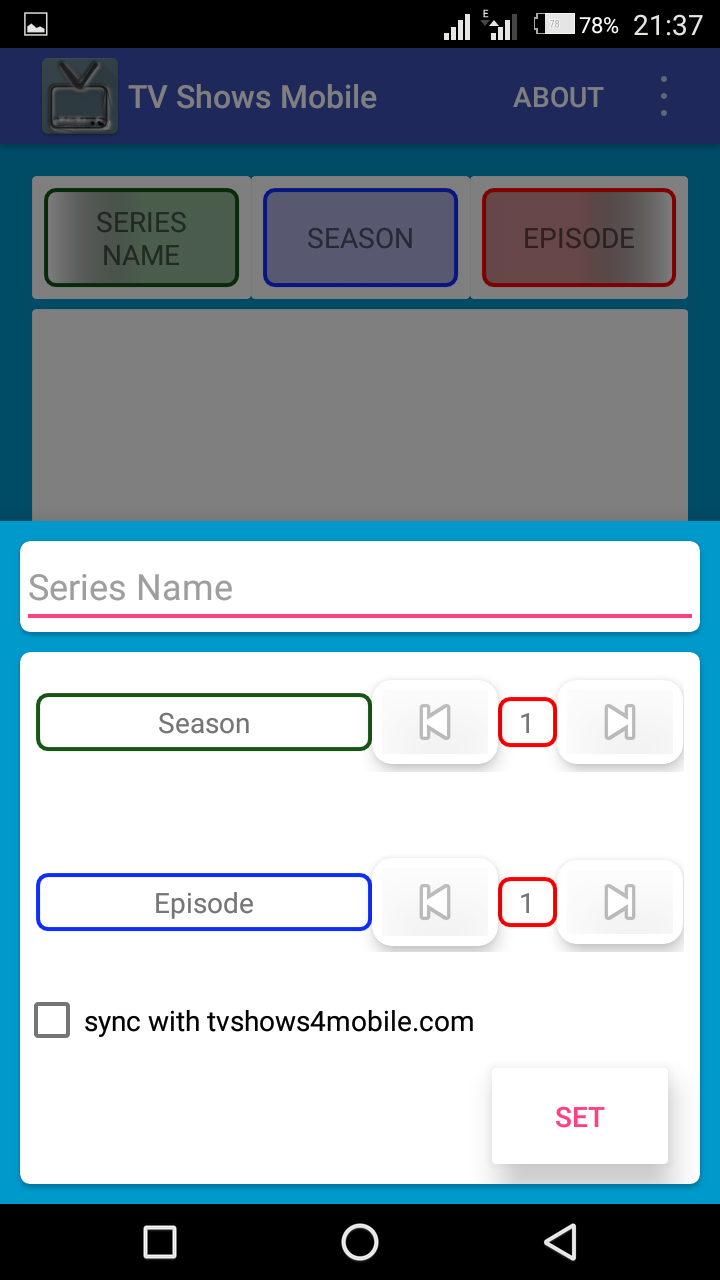 E
78
78%
21:37
TV Shows Mobile
ABOUT
SERIES
NAME
SEASON
EPISODE
Series Name
Season
1
Episode
1
sync with tvshows4mobile.com
SET